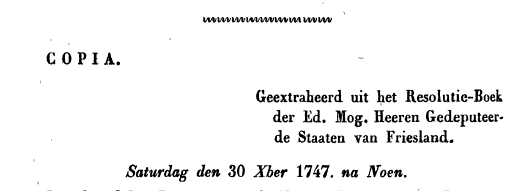 COPIA.
Geextraheerd uit het Resolutie-Boek
der Ed. Mog. Heeren Gedeputeer-
de Staaten van Friesland.
Saturdag den 30 Xber 1747. na Noen.